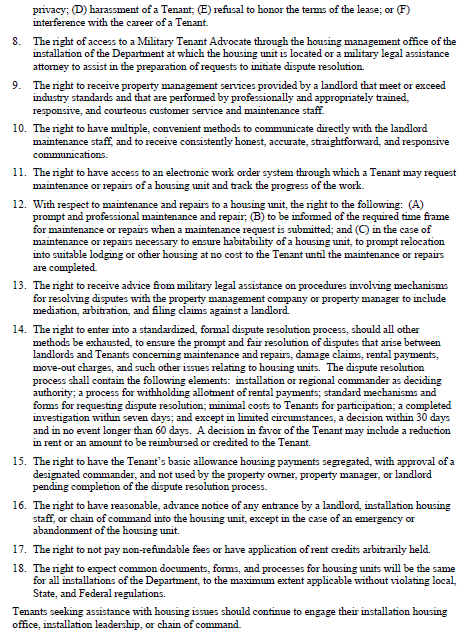 privacy; (D) harassment of a Tenant; (E) refusal to honor the terms of the lease; or (F)
interference with the career of a Tenant.
8. The right of access to a Military Tenant Advocate through the housing management office of the
installation of the Department at which the housing unit is located or a military legal assistance
attorney to assist in the preparation of requests to initiate dispute resolution.
9. The right to receive property management services provided by a landlord that meet or exceed
industry standards and that are performed by professionally and appropriately trained,
responsive, and courteous customer service and maintenance staff.
10. The right to have multiple, convenient methods to communicate directly with the landlord
maintenance staff, and to receive consistently honest, accurate, straightforward, and responsive
communications.
11. The right to have access to an electronic work order system through which a Tenant may request
maintenance or repairs of a housing unit and track the progress of the work.
12. With respect to maintenance and repairs to a housing unit, the right to the following: (A)
prompt and professional maintenance and repair; (B) to be informed of the required time frame
for maintenance or repairs when a maintenance request is submitted; and (C) in the case of
maintenance or repairs necessary to ensure habitability of a housing unit, to prompt relocation
into suitable lodging or other housing at no cost to the Tenant until the maintenance or repairs
are completed.
13. The right to receive advice from military legal assistance on procedures involving mechanisms
for resolving disputes with the property management company or property manager to include
mediation, arbitration, and filing claims against a landlord.
14. The right to enter into a standardized, formal dispute resolution process, should all other
methods be exhausted, to ensure the prompt and fair resolution of disputes that arise between
landlords and Tenants concerning maintenance and repairs, damage claims, rental payments,
move-out charges, and such other issues relating to housing units. The dispute resolution
process shall contain the following elements: installation or regional commander as deciding
authority; a process for withholding allotment of rental payments; standard mechanisms and
forms for requesting dispute resolution; minimal costs to Tenants for participation; a completed
investigation within seven days; and except in limited circumstances, a decision within 30 days
and in no event longer than 60 days. A decision in favor of the Tenant may include a reduction
in rent or an amount to be reimbursed or credited to the Tenant.
15. The right to have the Tenant's basic allowance housing payments segregated, with approval of a
designated commander, and not used by the property owner, property manager, or landlord
pending completion of the dispute resolution process.
16. The right to have reasonable, advance notice of any entrance by a landlord, installation housing
staff, or chain of command into the housing unit, except in the case of an emergency or
abandonment of the housing unit.
17. The right to not pay non-refundable fees or have application of rent credits arbitrarily held.
18. The right to expect common documents, forms, and processes for housing units will be the same
for all installations of the Department, to the maximum extent applicable without violating local,
State, and Federal regulations.
Tenants seeking assistance with housing issues should continue to engage their installation housing
office, installation leadership, or chain of command.